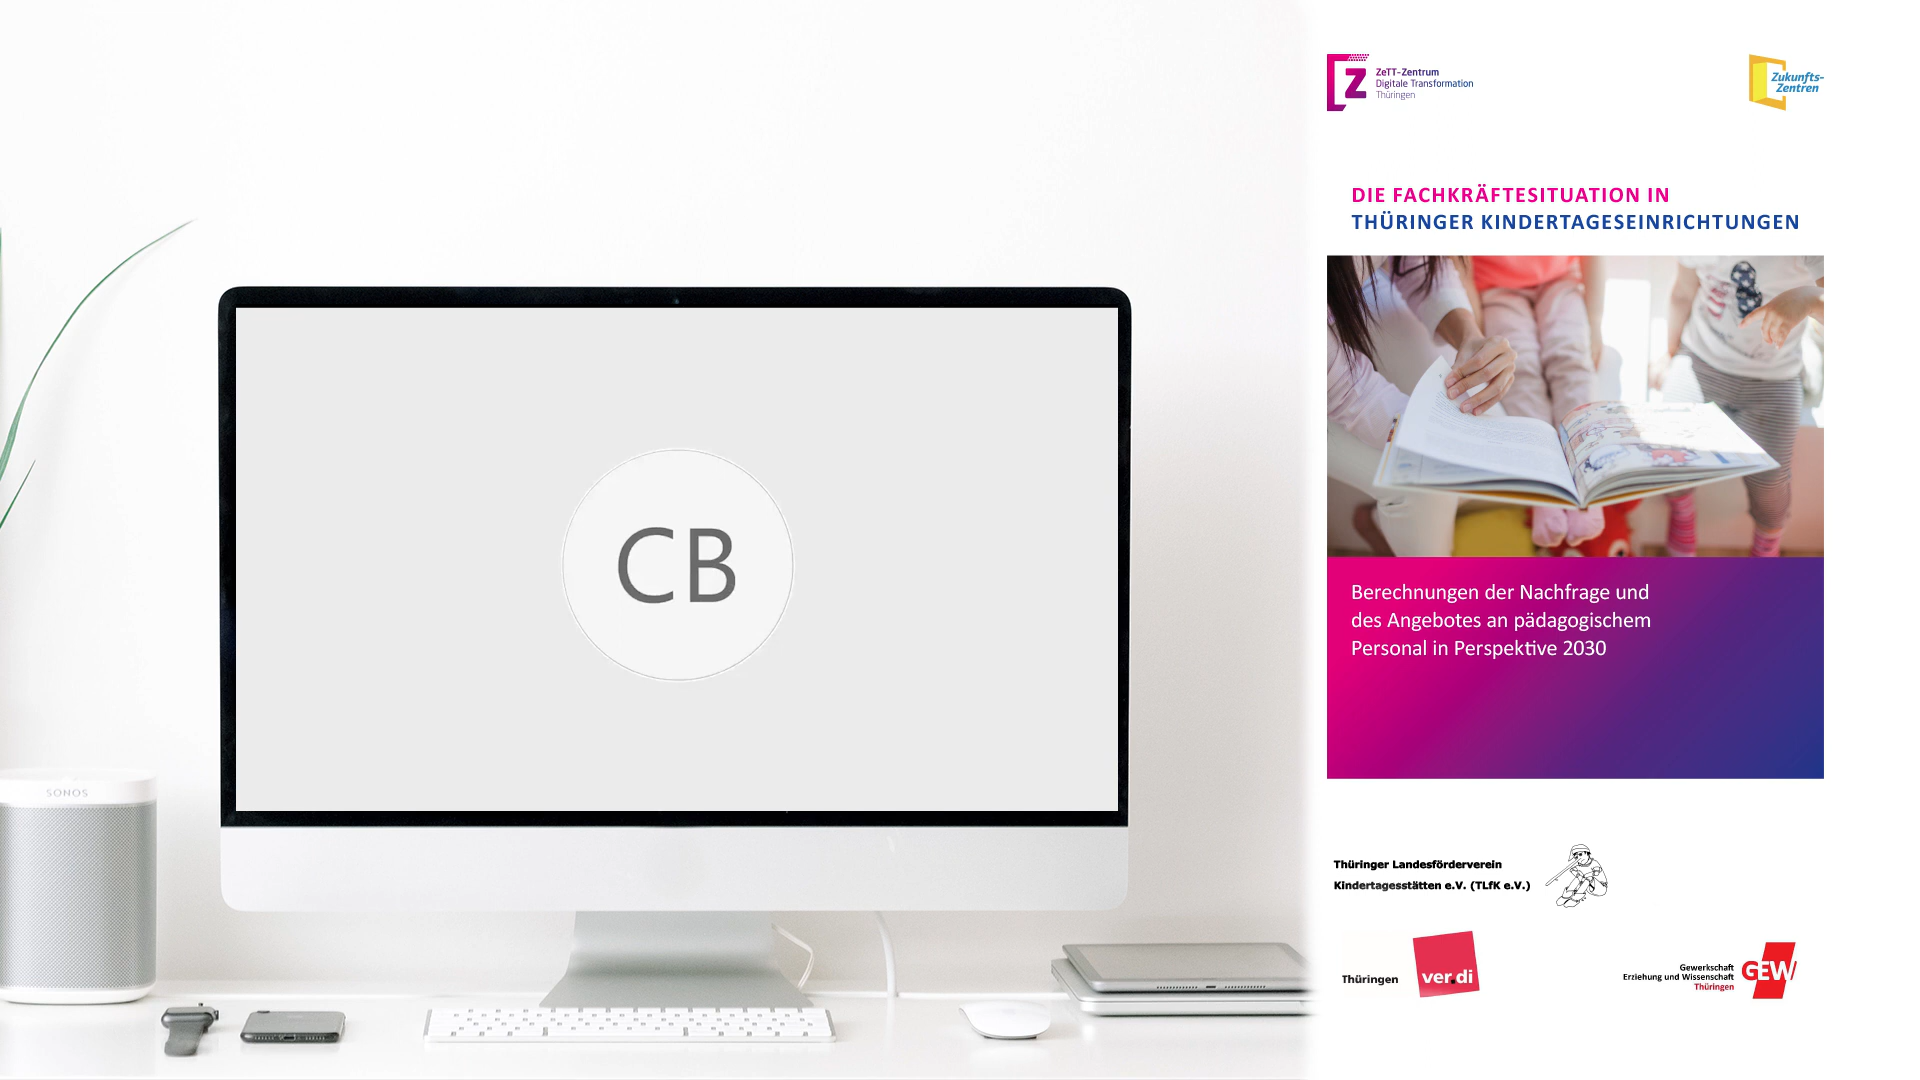 ZeTT-Zentrum
Digitale Transformation
Thüringen
Zukunfts-
Zentren
DIE FACHKRÄFTESITUATION IN
THÜRINGER KINDERTAGESEINRICHTUNGEN
CB
Berechnungen der Nachfrage und
des Angebotes an pädagogischem
Personal in Perspektive 2030
SONOS
Thüringer Landesförderverein
Kindertagesstätten e.V. (TLfK e.V.)
Thüringen
ver.di
Gewerkschaft
Erziehung und Wissenschaft
Thüringen
GEW